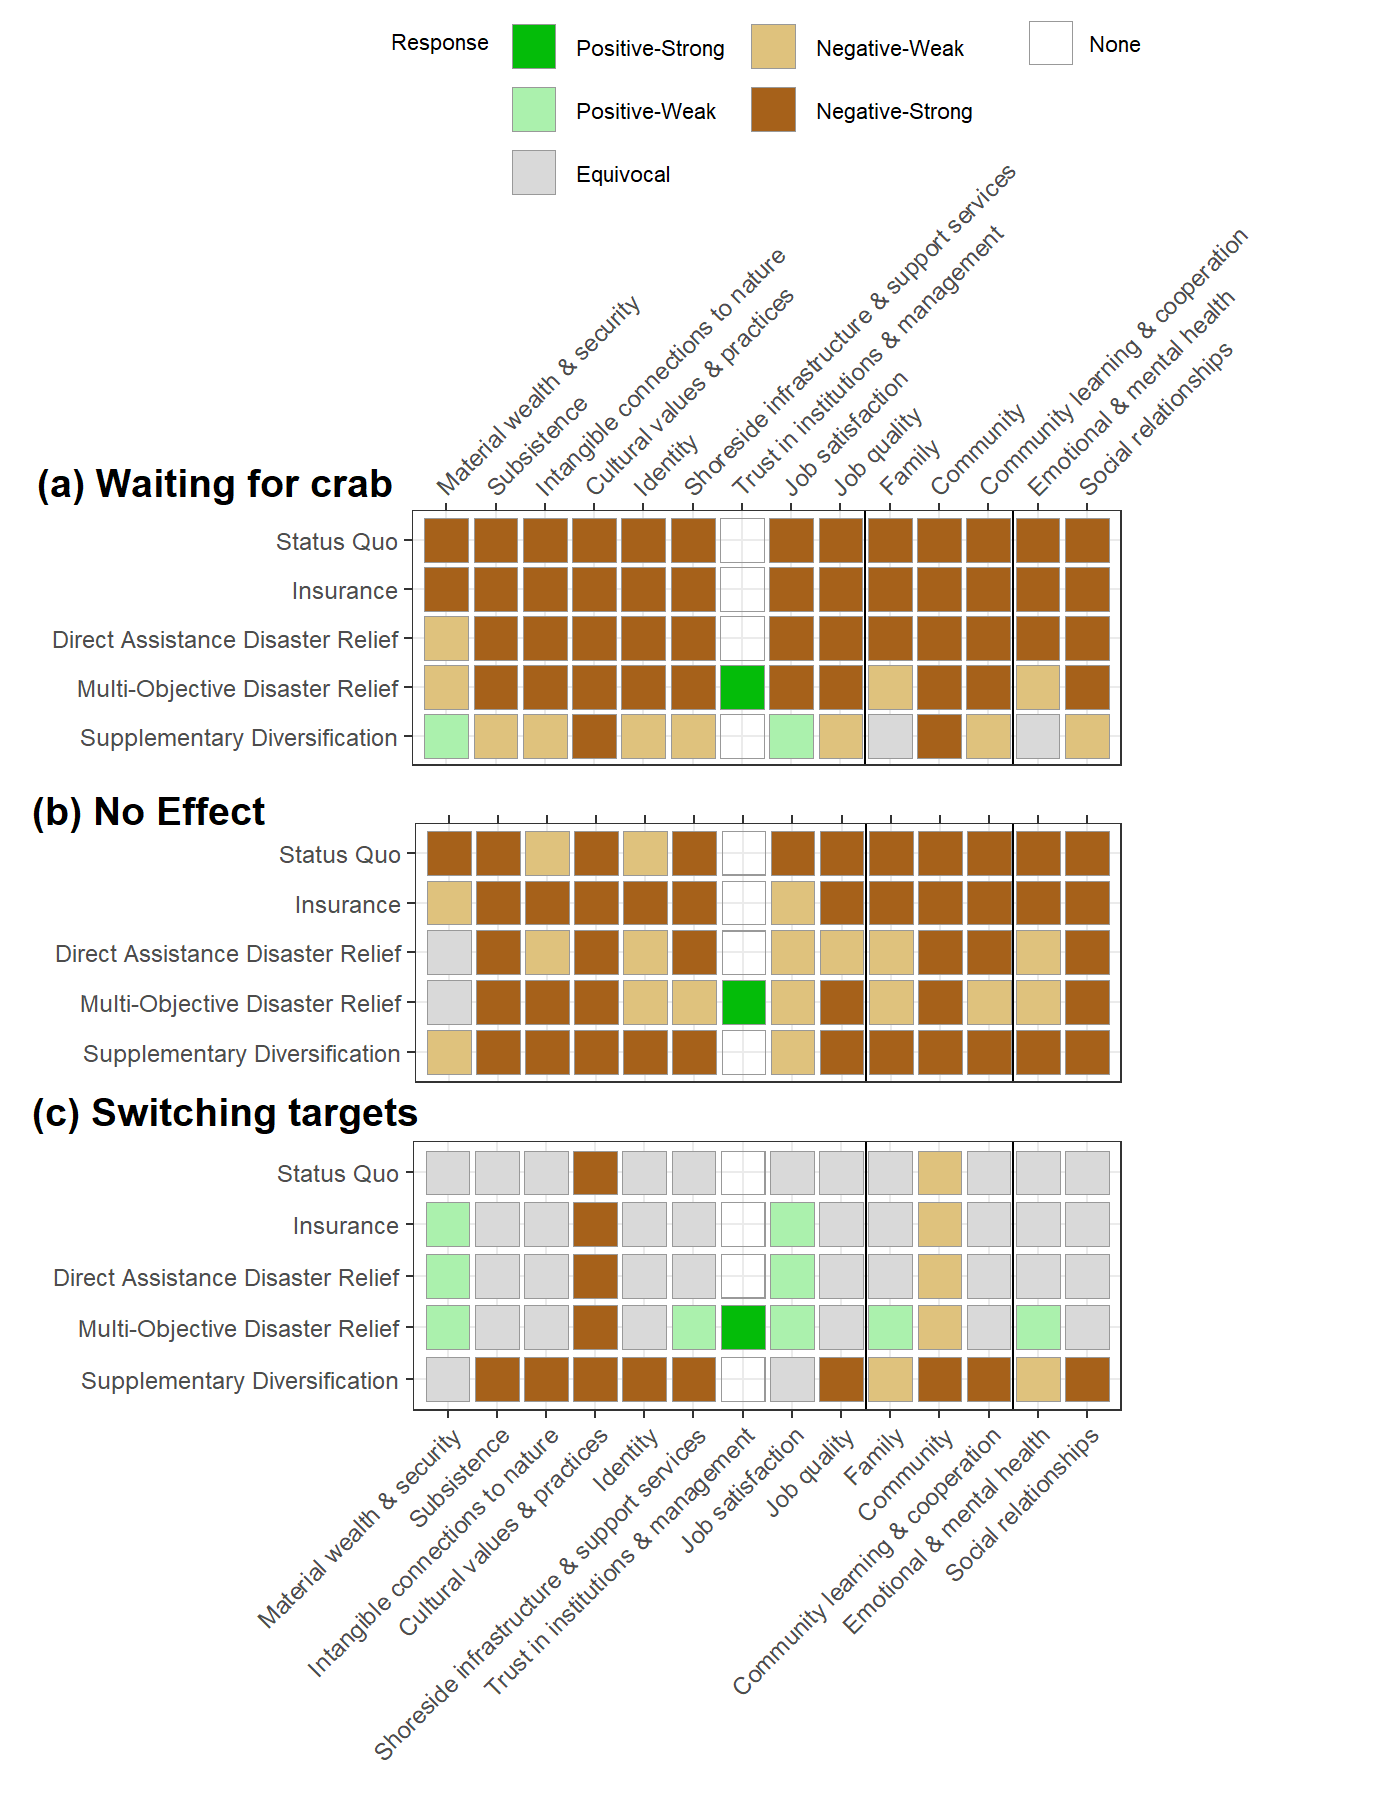 Response
Positive-Strong
Negative-Weak
None
Positive-Weak
Negative-Strong
Equivocal
Material wealth & security
Subsistence
Intangible connections to nature
Cultural values & practices
Identity
Shoreside infrastructure & support services
Trust in institutions & management
Job satisfaction
Job quality
Family
Community
Community learning & cooperation
Emotional & mental health
Social relationships
(a) Waiting for crab
Status Quo
Insurance
Direct Assistance Disaster Relief
Multi-Objective Disaster Relief
Supplementary Diversification
(b) No Effect
Status Quo
Insurance
Direct Assistance Disaster Relief
Multi-Objective Disaster Relief
Supplementary Diversification
(c) Switching targets
Status Quo
Insurance
Direct Assistance Disaster Relief
Multi-Objective Disaster Relief
Supplementary Diversification
Material wealth & security
Subsistence
Intangible connections to nature
Cultural values & practices
Identity
Shoreside infrastructure & support services
Trust in institutions & management
Job satisfaction
Job quality
Family
Community
Community learning & cooperation
Emotional & mental health
Social relationships